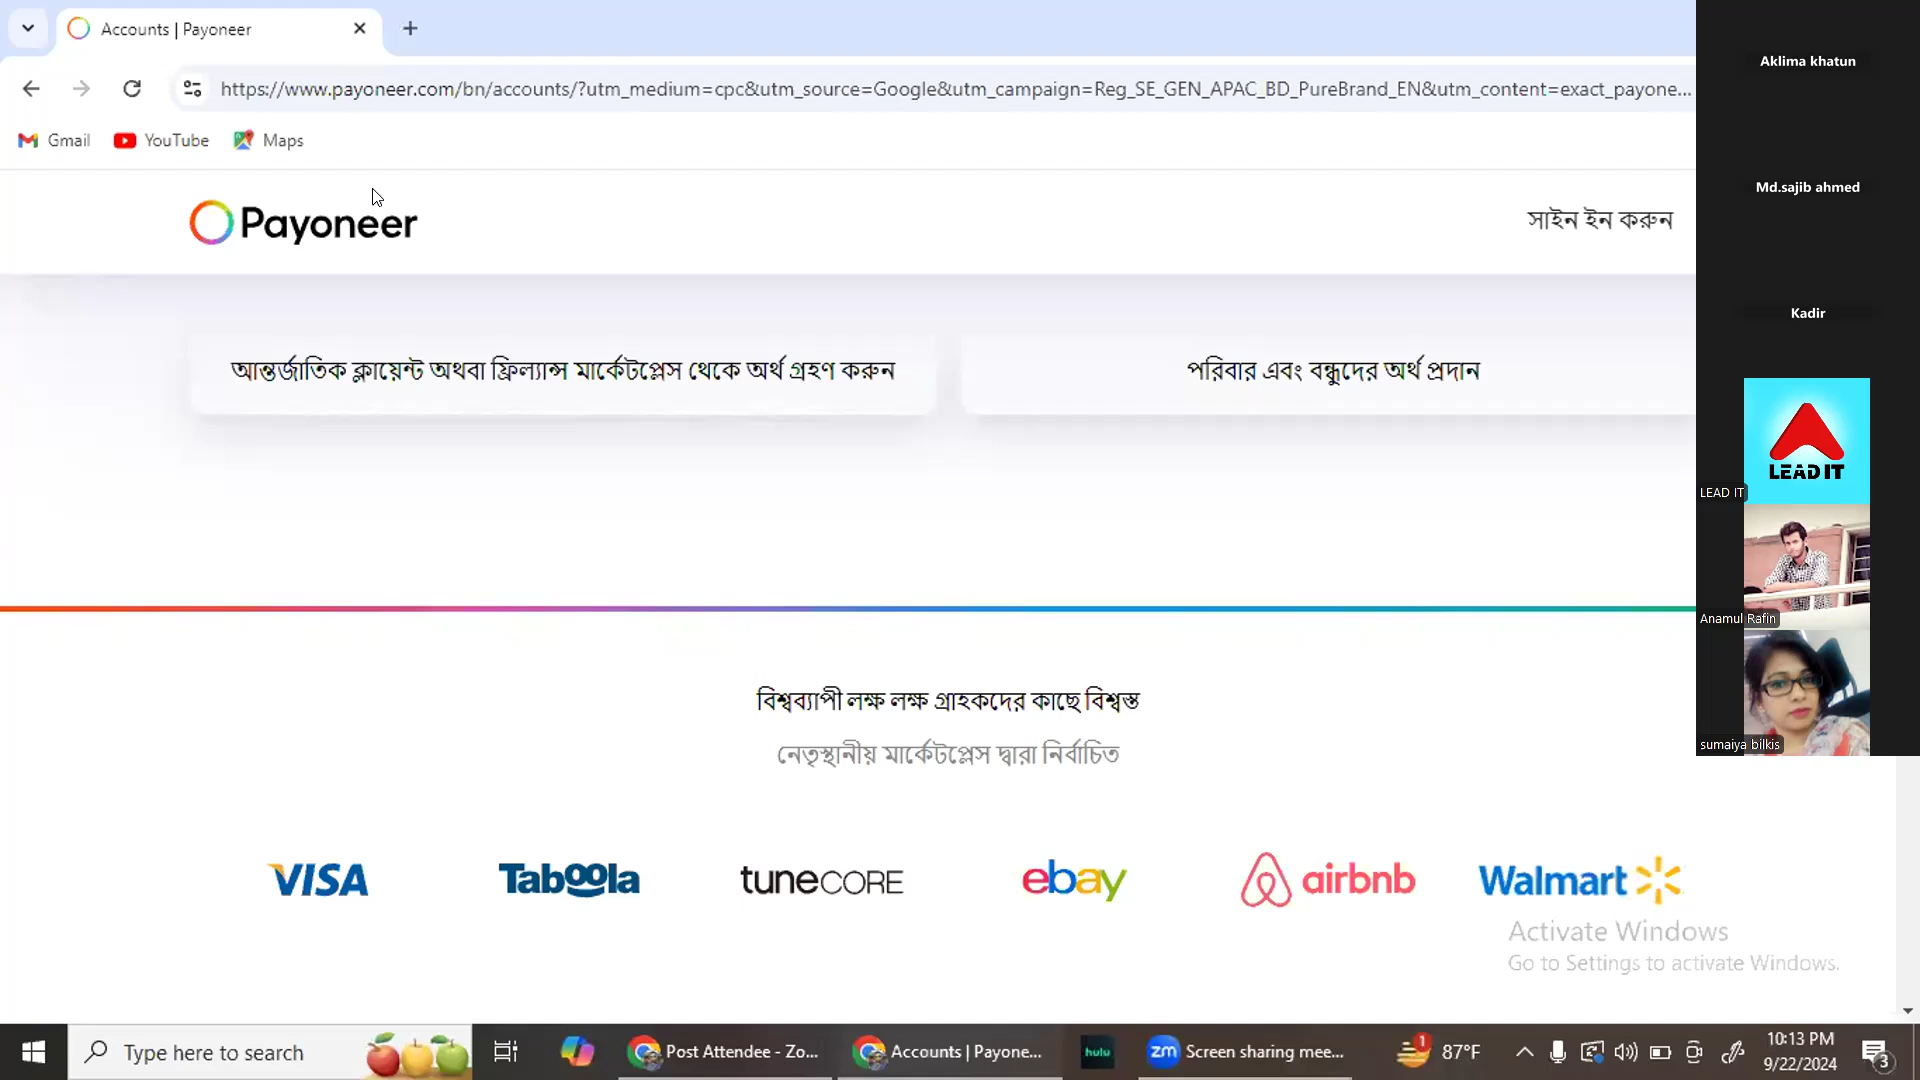 Accounts | Payoneer
https://www.payoneer.com/bn/accounts/?utm_medium=cpc&utm_source=Google&utm_campaign=Reg_SE_GEN_APAC_BD_PureBrand_EN&utm_content=exact_payone...
Gmail YouTube Maps
Payoneer
সাইন ইন করুন
আন্তর্জাতিক ক্লায়েন্ট অথবা ফ্রিল্যান্স মার্কেটপ্লেস থেকে অর্থ গ্রহণ করুন
পরিবার এবং বন্ধুদের অর্থ প্রদান
বিশ্বব্যাপী লক্ষ লক্ষ গ্রাহকদের কাছে বিশ্বস্ত
নেতৃস্থানীয় মার্কেটপ্লেস দ্বারা নির্বাচিত
VISA Taboola tunecore ebay airbnb Walmart
Activate Windows
Go to Settings to activate Windows.
Aklima khatun
Md.sajib ahmed
Kadir
LEAD IT
LEAD IT
Anamul Rafin
sumaiya bilkis
Type here to search
Post Attendee - Zo...
Accounts | Payone...
hulu
zm Screen sharing mee...
1
87°F
10:13 PM
9/22/2024
3